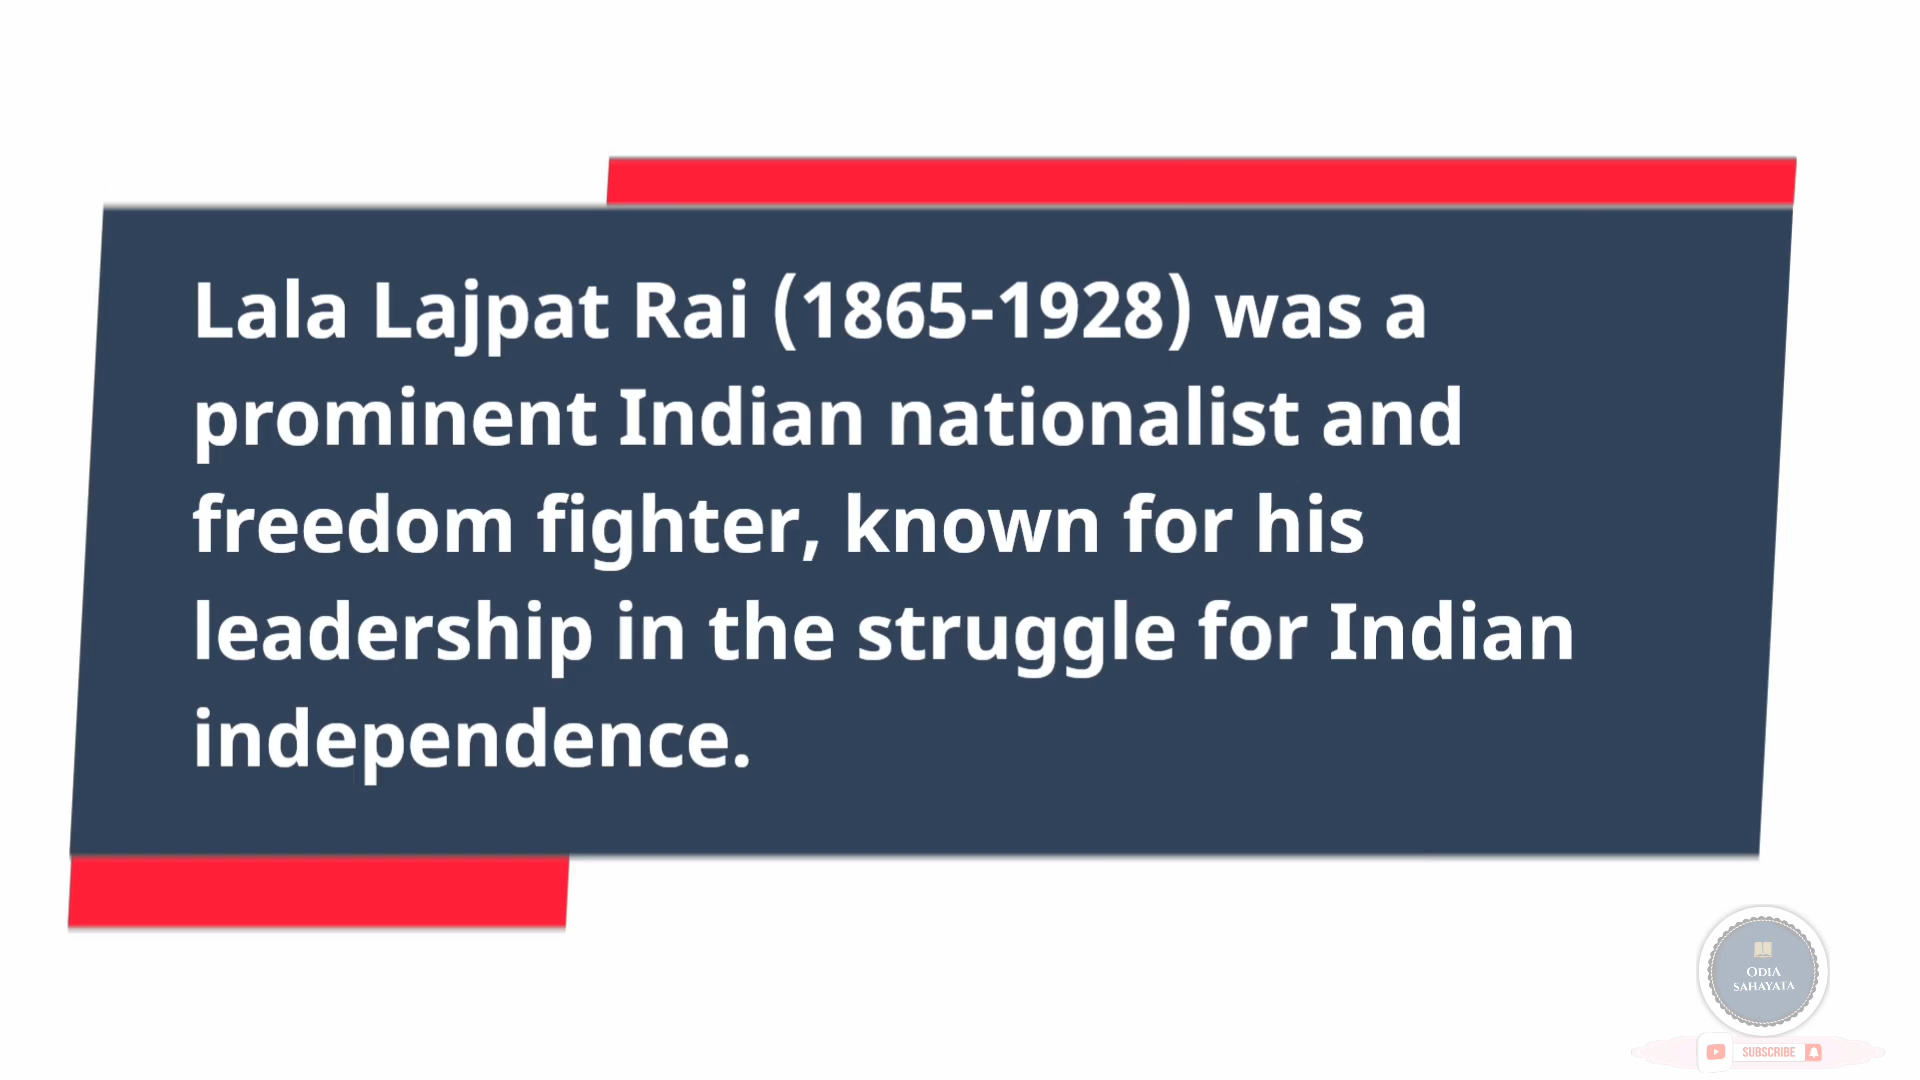 Lala Lajpat Rai (1865-1928) was a
prominent Indian nationalist and
freedom fighter, known for his
leadership in the struggle for Indian
independence.
ODIA
SAHAYATA
SUBSCRIBE